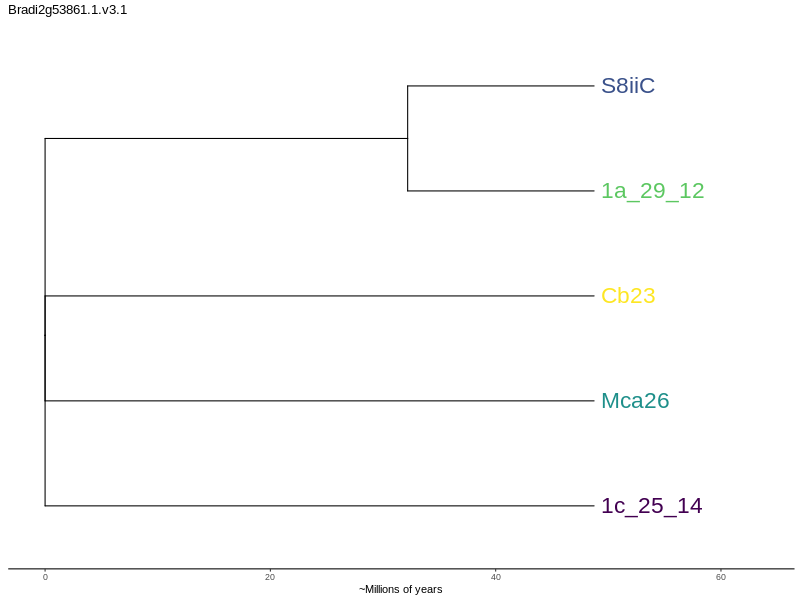 Bradi2g53861.1.v3.1
S8iiC
1a_29_12
Cb23
Mca26
1c_25_14
0 20 40 60
~Millions of years